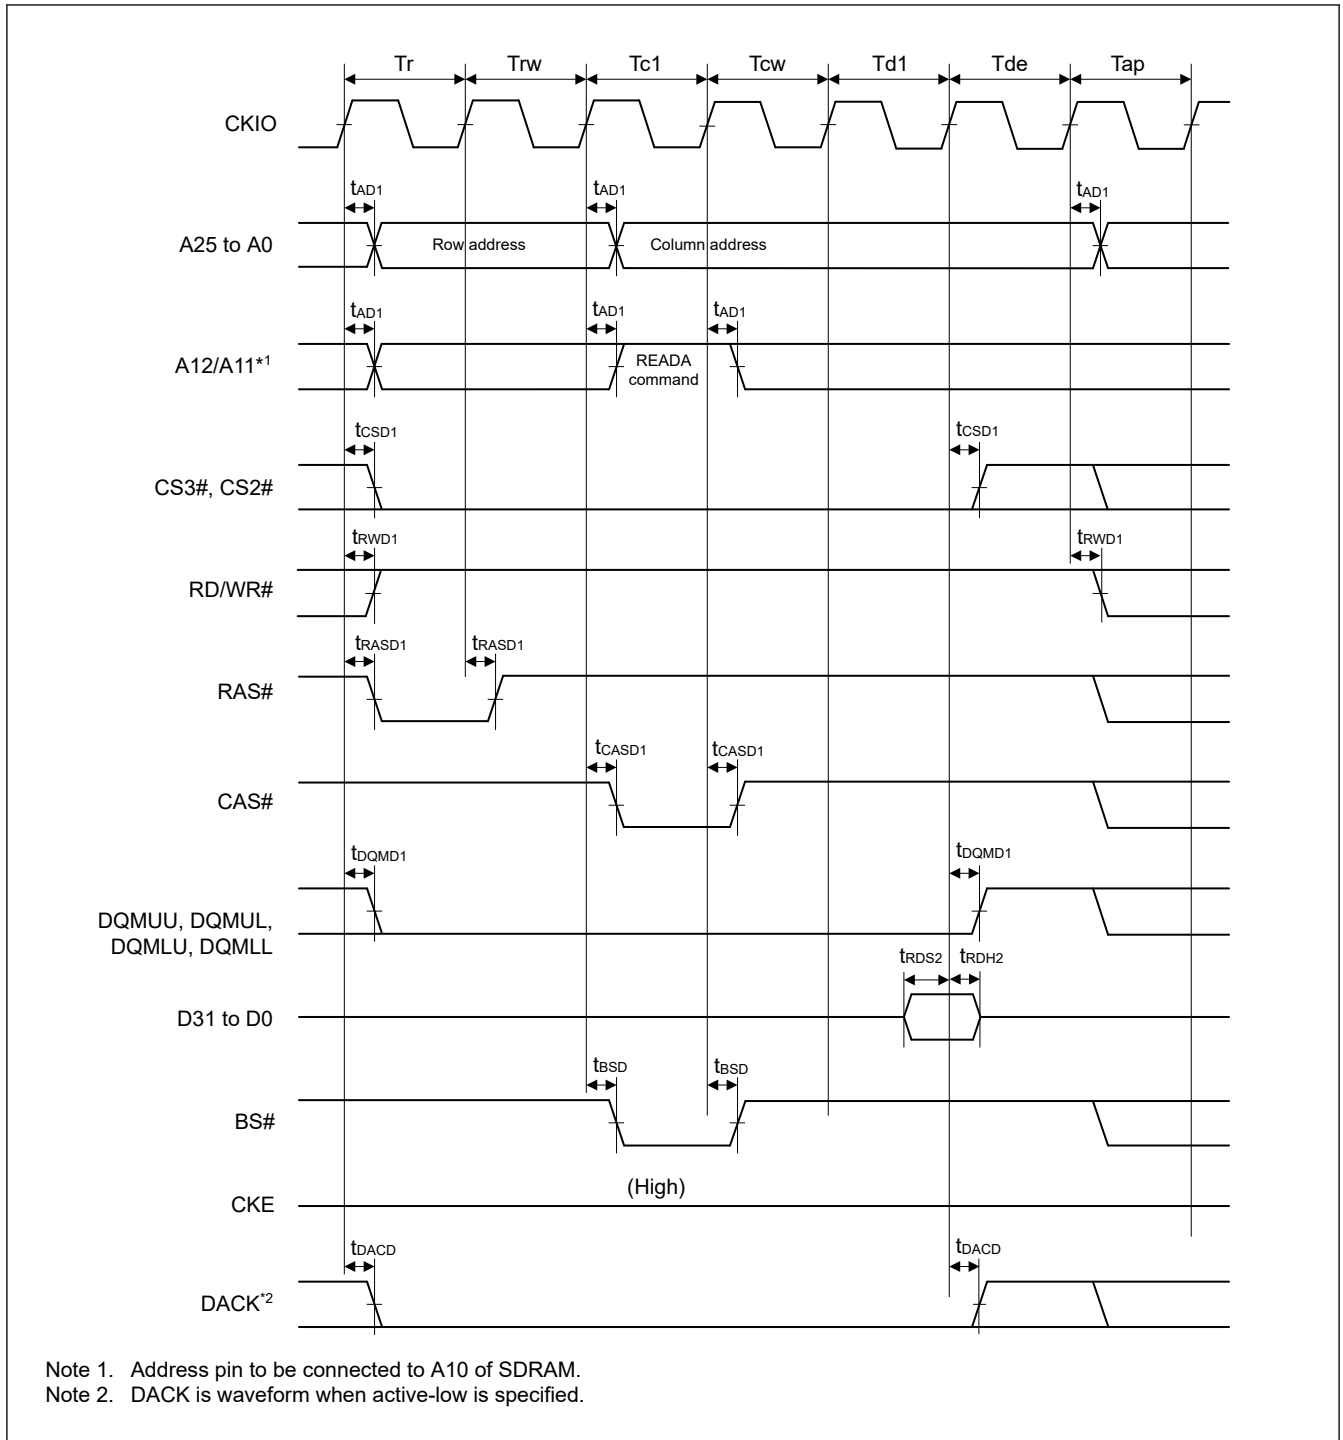 Tr Trw Tc1 Tcw Td1 Tde Tap
CKIO
tAD1 tAD1 tAD1
A25 to A0 Row address Column address
tAD1 tAD1 tAD1
A12/A11*1 READA
command
tCSD1 tCSD1
CS3#, CS2#
tRWD1 tRWD1
RD/WR#
tRASD1 tRASD1
RAS#
tCASD1 tCASD1
CAS#
tDQMD1 tDQMD1
DQMUU, DQMUL,
DQMLU, DQMLL
tRDS2 tRDH2
D31 to D0
tBSD tBSD
BS#
(High)
CKE
tDACD tDACD
DACK*2
Note 1. Address pin to be connected to A10 of SDRAM.
Note 2. DACK is waveform when active-low is specified.